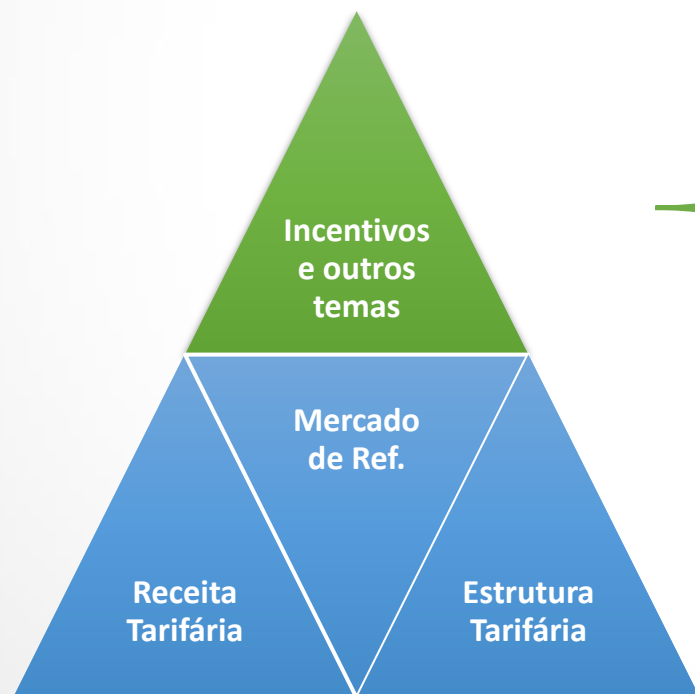 Incentivos
e outros
temas
Mercado
de Ref.
Receita
Tarifária
Estrutura
Tarifária